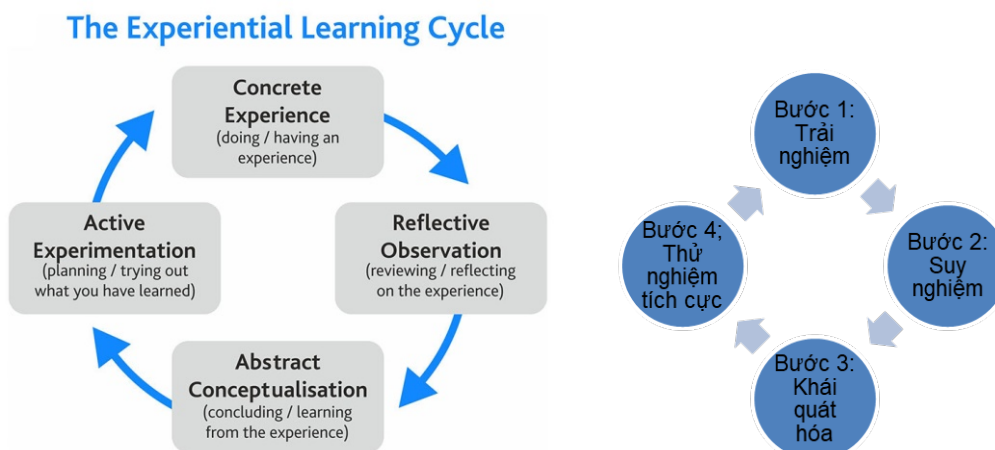 The Experiential Learning Cycle
Concrete
Experience
(doing / having an
experience)
Reflective
Observation
(reviewing / reflecting
on the experience)
Abstract
Conceptualisation
(concluding / learning
from the experience)
Active
Experimentation
(planning / trying out
what you have learned)
Bước 1:
Trải
nghiệm
Bước 2:
Suy
nghiệm
Bước 3:
Khái
quát
hóa
Bước 4;
Thử
nghiệm
tích cực